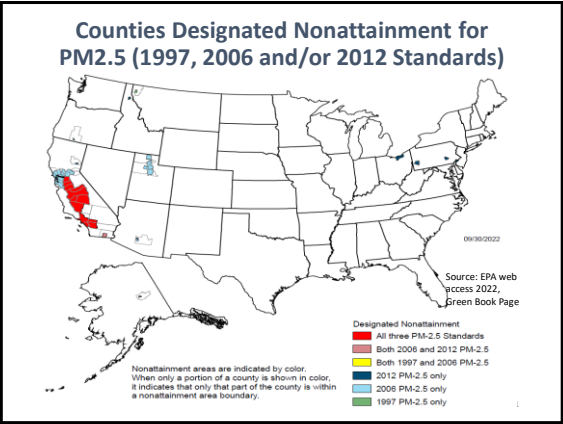 Counties Designated Nonattainment for
PM2.5 (1997, 2006 and/or 2012 Standards)
09/30/2022
Source: EPA web
access 2022,
Green Book Page
Designated Nonattainment
All three PM-2.5 Standards
Both 2006 and 2012 PM-2.5
Both 1997 and 2006 PM-2.5
2012 PM-2.5 only
2006 PM-2.5 only
1997 PM-2.5 only
Nonattainment areas are indicated by color.
When only a portion of a county is shown in color,
it indicates that only that part of the county is within
a nonattainment area boundary.